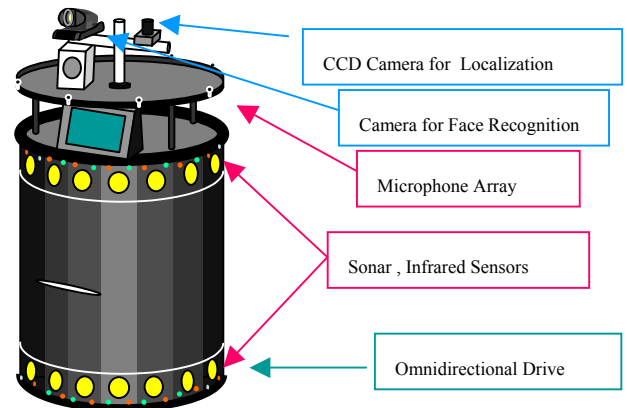 CCD Camera for Localization
Camera for Face Recognition
Microphone Array
Sonar , Infrared Sensors
Omnidirectional Drive